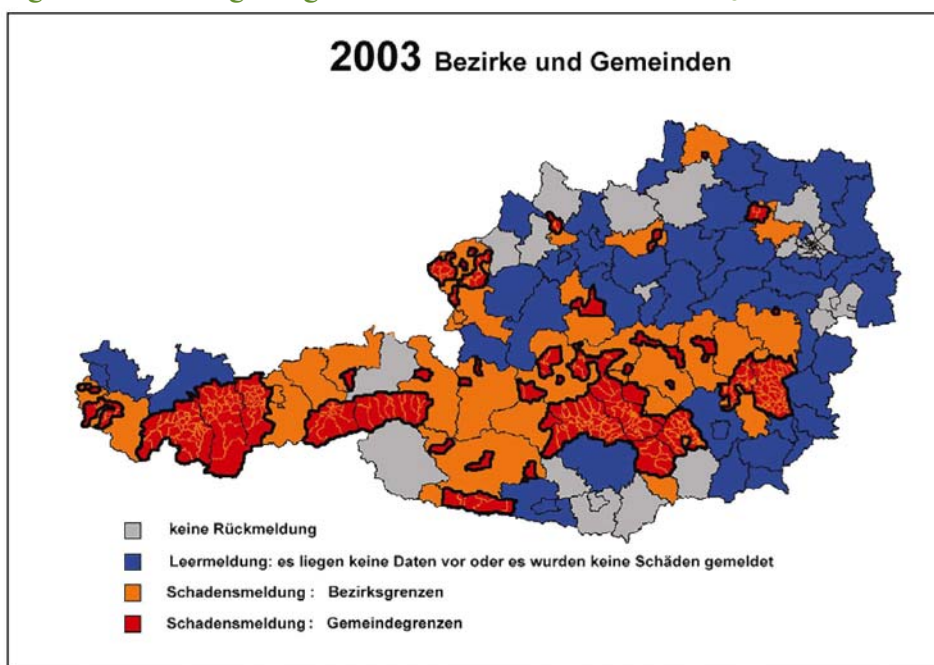 2003 Bezirke und Gemeinden
keine Rückmeldung
Leermeldung: es liegen keine Daten vor oder es wurden keine Schäden gemeldet
Schadensmeldung : Bezirksgrenzen
Schadensmeldung : Gemeindegrenzen